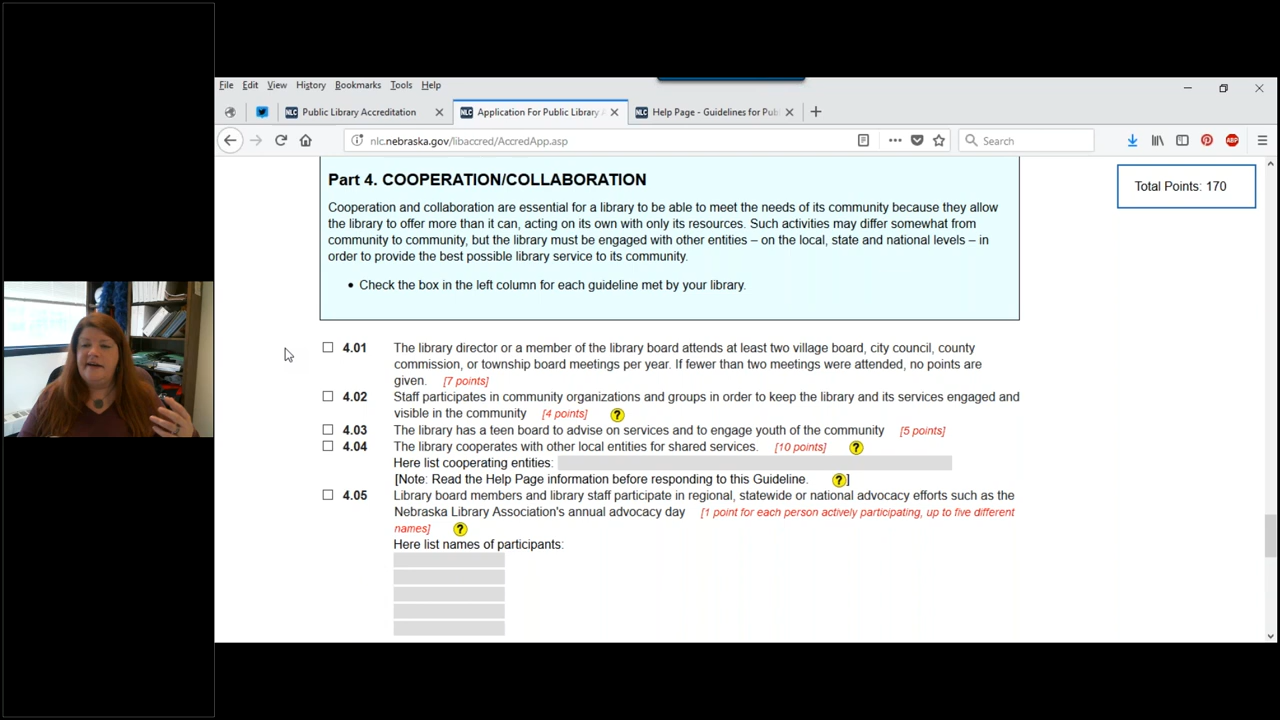 File Edit View History Bookmarks Tools Help
NLC Public Library Accreditation × NLC Application For Public Library × NLC Help Page - Guidelines for Pub × +
nlc.nebraska.gov/libaccred/AccredApp.asp Search ABP
Part 4. COOPERATION/COLLABORATION
Total Points: 170
Cooperation and collaboration are essential for a library to be able to meet the needs of its community because they allow
the library to offer more than it can, acting on its own with only its resources. Such activities may differ somewhat from
community to community, but the library must be engaged with other entities – on the local, state and national levels – in
order to provide the best possible library service to its community.
• Check the box in the left column for each guideline met by your library.
4.01 The library director or a member of the library board attends at least two village board, city council, county
commission, or township board meetings per year. If fewer than two meetings were attended, no points are
given. [7 points]
4.02 Staff participates in community organizations and groups in order to keep the library and its services engaged and
visible in the community [4 points] ?
4.03 The library has a teen board to advise on services and to engage youth of the community [5 points]
4.04 The library cooperates with other local entities for shared services. [10 points] ?
Here list cooperating entities:
[Note: Read the Help Page information before responding to this Guideline. ?]
4.05 Library board members and library staff participate in regional, statewide or national advocacy efforts such as the
Nebraska Library Association's annual advocacy day [1 point for each person actively participating, up to five different
names] ?
Here list names of participants: